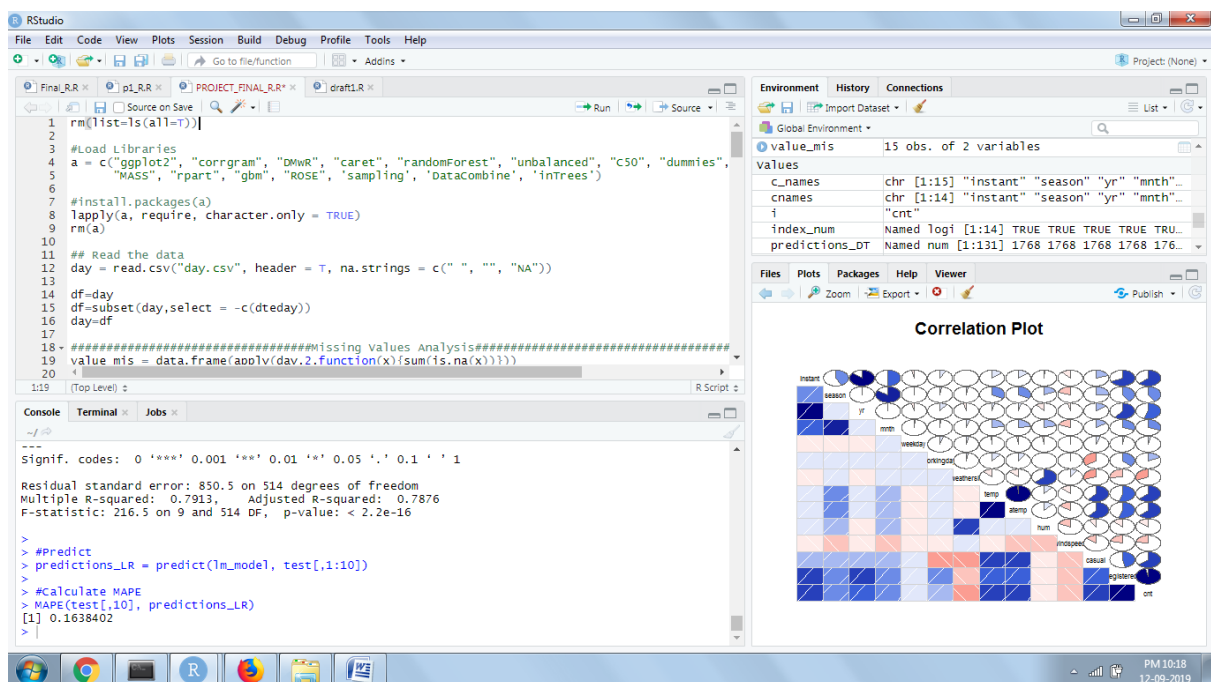 RStudio
File Edit Code View Plots Session Build Debug Profile Tools Help
Go to file/function Addins Project: (None)
Final_R.R p1_R.R PROJECT_FINAL_R.R* draft1.R
Source on Save Run Source
1 rm(list=ls(all=T))
2
3 #Load Libraries
4 a = c("ggplot2", "corrgram", "DMwR", "caret", "randomForest", "unbalanced", "C50", "dummies",
5 "MASS", "rpart", "gbm", "ROSE", 'sampling', 'DataCombine', 'inTrees')
6
7 #install.packages(a)
8 lapply(a, require, character.only = TRUE)
9 rm(a)
10
11 ## Read the data
12 day = read.csv("day.csv", header = T, na.strings = c(" ", "", "NA"))
13
14 df=day
15 df=subset(day,select = -c(dteday))
16 day=df
17
18 ##################################Missing Values Analysis####################################
19 value_mis = data.frame(apply(day,2,function(x){sum(is.na(x))}))
20
1:19 (Top Level) R Script
Console Terminal Jobs
~/
---
Signif. codes: 0 ‘***’ 0.001 ‘**’ 0.01 ‘*’ 0.05 ‘.’ 0.1 ‘ ’ 1
Residual standard error: 850.5 on 514 degrees of freedom
Multiple R-squared: 0.7913, Adjusted R-squared: 0.7876
F-statistic: 216.5 on 9 and 514 DF, p-value: < 2.2e-16
>
> #Predict
> predictions_LR = predict(lm_model, test[,1:10])
>
> #Calculate MAPE
> MAPE(test[,10], predictions_LR)
[1] 0.1638402
>
Environment History Connections
Import Dataset List
Global Environment
value_mis 15 obs. of 2 variables
values
c_names chr [1:15] "instant" "season" "yr" "mnth"…
cnames chr [1:14] "instant" "season" "yr" "mnth"…
i "cnt"
index_num Named logi [1:14] TRUE TRUE TRUE TRUE TRU…
predictions_DT Named num [1:131] 1768 1768 1768 1768 176…
Files Plots Packages Help Viewer
Zoom Export Publish
Correlation Plot
instant
season
yr
mnth
weekday
orkingda
eathersi
temp
atemp
hum
indspeed
casual
egistered
cnt
PM 10:18
12-09-2019